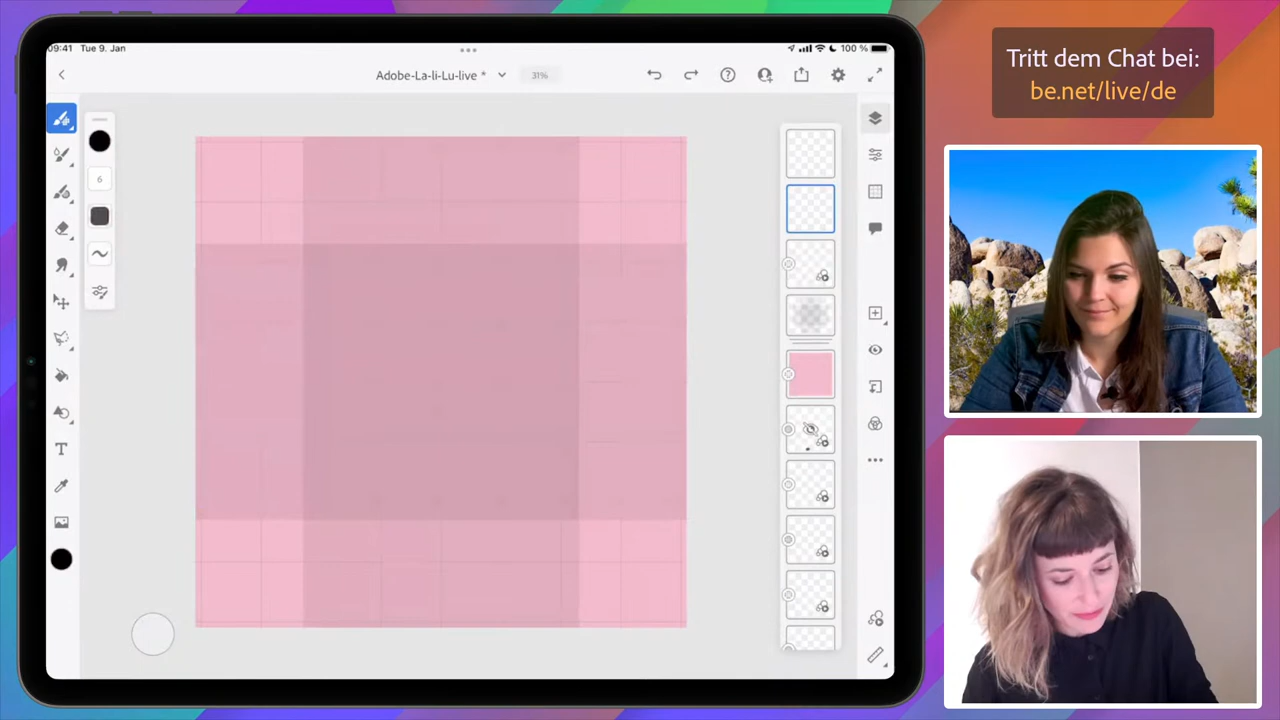 09:41 Tue 9. Jan
100 %
Adobe-La-li-Lu-live *
31%
6
T
Tritt dem Chat bei:
be.net/live/de